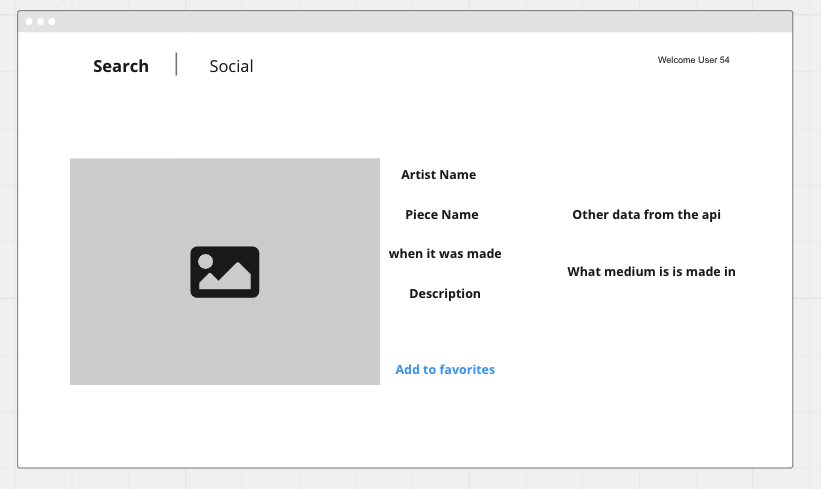 Search
Social
Welcome User 54
Artist Name
Piece Name
Other data from the api
when it was made
What medium is is made in
Description
Add to favorites